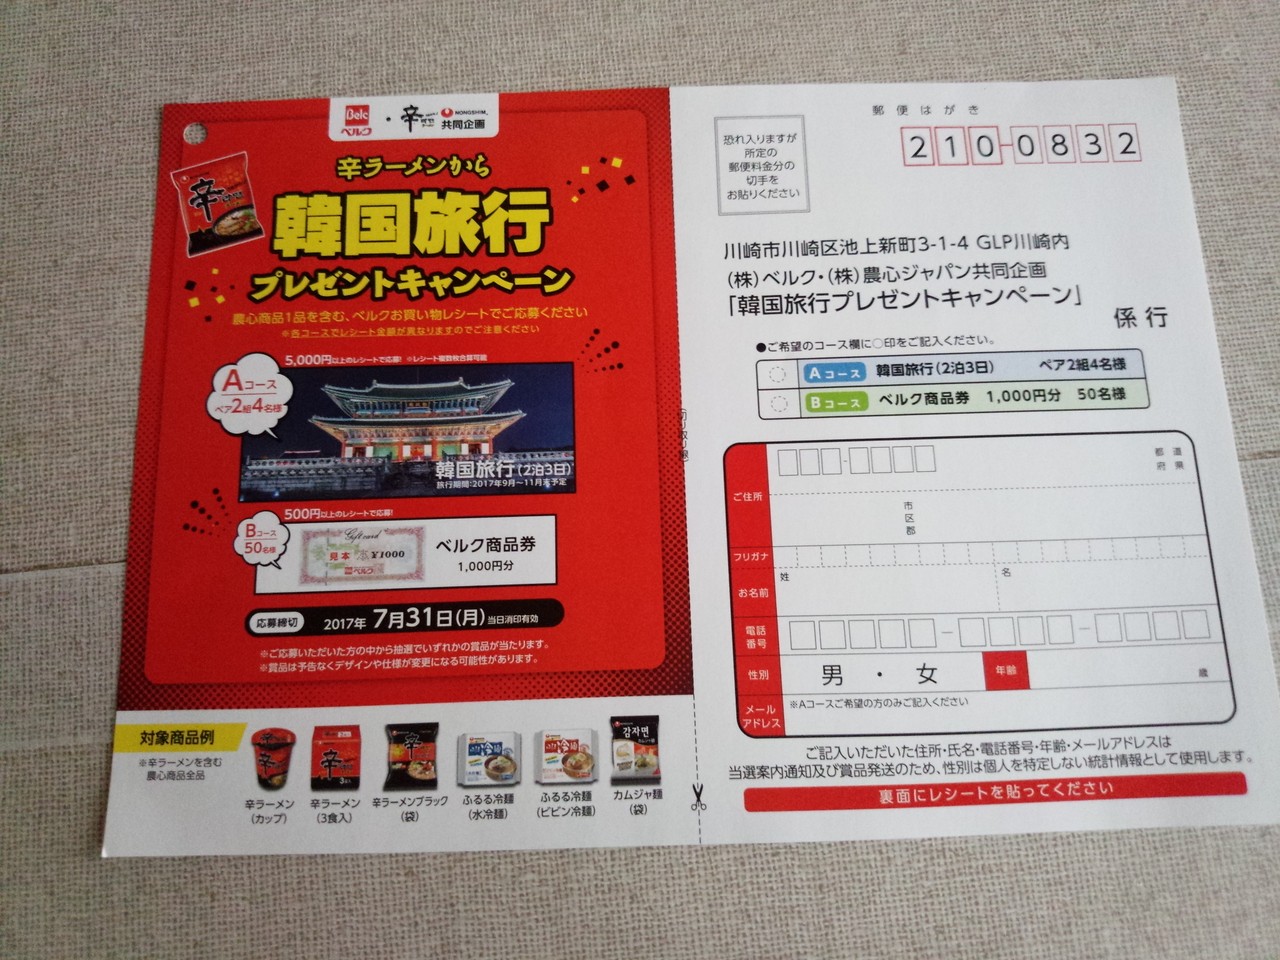 Belc
ベルク
・
辛
NONGSHIM
共同企画
辛ラーメンから
韓国旅行
プレゼントキャンペーン
農心商品1品を含む、ベルクお買い物レシートでご応募ください
※各コースでレシート金額が異なりますのでご注意ください
5,000円以上のレシートで応募! ※レシート複数枚合算可能
Aコース
ペア2組4名様
韓国旅行(2泊3日)
旅行期間:2017年9月～11月末予定
500円以上のレシートで応募!
Bコース
50名様
Gift card
見本
¥1000
ベルク
ベルク商品券
1,000円分
応募締切
2017年 7月31日(月) 当日消印有効
※ご応募いただいた方の中から抽選でいずれかの賞品が当たります。
※賞品は予告なくデザインや仕様が変更になる可能性があります。
対象商品例
※辛ラーメンを含む
農心商品全品
辛ラーメン
(カップ)
辛ラーメン
(3食入)
辛ラーメンブラック
(袋)
ふるる冷麺
(水冷麺)
ふるる冷麺
(ビビン冷麺)
감자면
カムジャ麺
(袋)
郵便はがき
恐れ入りますが
所定の
郵便料金分の
切手を
お貼りください
210-0832
川崎市川崎区池上新町3-1-4 GLP川崎内
(株)ベルク・(株)農心ジャパン共同企画
「韓国旅行プレゼントキャンペーン」
係 行
●ご希望のコース欄に○印をご記入ください。
Aコース 韓国旅行(2泊3日) ペア2組4名様
Bコース ベルク商品券 1,000円分 50名様
ご住所
都 道
府 県
市
区
郡
フリガナ
お名前
姓
名
電話
番号
性別
男 ・ 女
年齢
歳
メール
アドレス
※Aコースご希望の方のみご記入ください
ご記入いただいた住所・氏名・電話番号・年齢・メールアドレスは
当選案内通知及び賞品発送のため、性別は個人を特定しない統計情報として使用します。
裏面にレシートを貼ってください